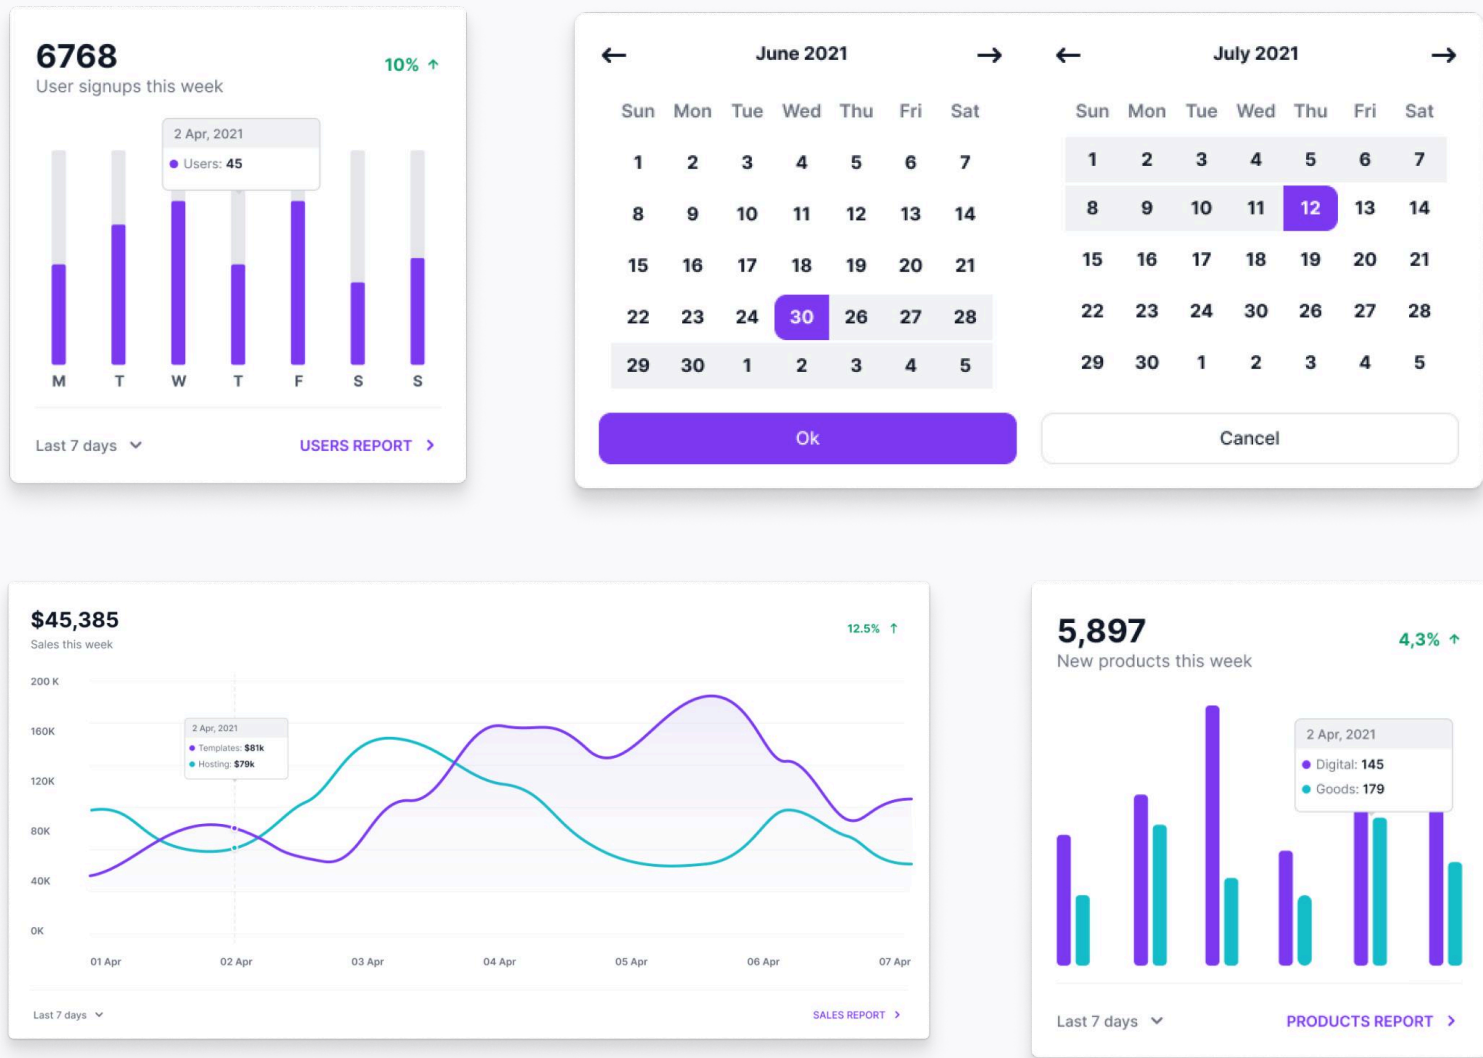 6768
10%
User signups this week
2 Apr, 2021
Users: 45
M T W T F S S
Last 7 days
USERS REPORT
June 2021
Sun Mon Tue Wed Thu Fri Sat
1 2 3 4 5 6 7
8 9 10 11 12 13 14
15 16 17 18 19 20 21
22 23 24 30 26 27 28
29 30 1 2 3 4 5
July 2021
Sun Mon Tue Wed Thu Fri Sat
1 2 3 4 5 6 7
8 9 10 11 12 13 14
15 16 17 18 19 20 21
22 23 24 30 26 27 28
29 30 1 2 3 4 5
Ok
Cancel
$45,385
12.5%
Sales this week
200 K
160K
120K
80K
40K
0K
2 Apr, 2021
Templates: $81k
Hosting: $79k
01 Apr 02 Apr 03 Apr 04 Apr 05 Apr 06 Apr 07 Apr
Last 7 days
SALES REPORT
5,897
4,3%
New products this week
2 Apr, 2021
Digital: 145
Goods: 179
Last 7 days
PRODUCTS REPORT